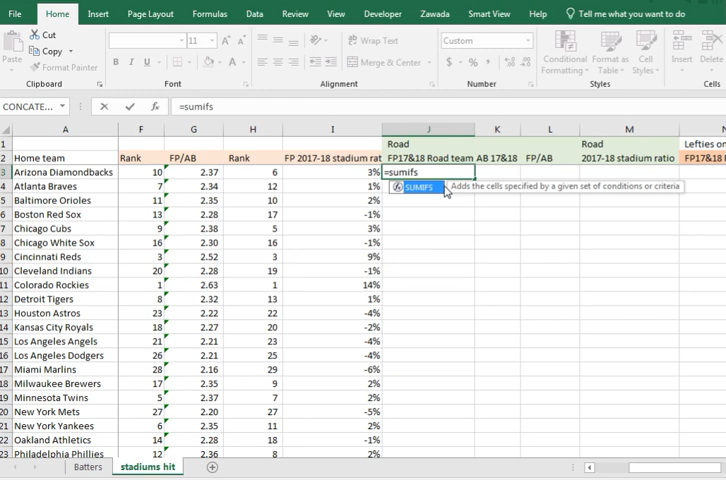 File Home Insert Page Layout Formulas Data Review View Developer Zawada Smart View Help Tell me what you want to do
Cut
Copy
Paste
Format Painter
11
Wrap Text
Merge & Center
Custom
Conditional Formatting
Format as Table
Cell Styles
Insert Delete
Clipboard Font Alignment Number Styles Cells
CONCATE... =sumifs
A F G H I J K L M
1 Road Road Lefties on
2 Home team Rank FP/AB Rank FP 2017-18 stadium rat FP17&18 Road team AB 17&18 FP/AB 2017-18 stadium ratio
3 Arizona Diamondbacks 10 2.37 6 3% =sumifs
4 Atlanta Braves 7 2.34 12 1% SUMIFS Adds the cells specified by a given set of conditions or criteria
5 Baltimore Orioles 11 2.35 10 2%
6 Boston Red Sox 13 2.28 17 -1%
7 Chicago Cubs 9 2.38 5 3%
8 Chicago White Sox 16 2.30 16 -1%
9 Cincinnati Reds 3 2.52 3 9%
10 Cleveland Indians 20 2.28 19 -1%
11 Colorado Rockies 1 2.63 1 14%
12 Detroit Tigers 8 2.32 13 1%
13 Houston Astros 23 2.22 22 -4%
14 Kansas City Royals 18 2.27 20 -2%
15 Los Angeles Angels 21 2.21 25 -4%
16 Los Angeles Dodgers 26 2.21 23 -4%
17 Miami Marlins 28 2.16 29 -6%
18 Milwaukee Brewers 17 2.35 9 2%
19 Minnesota Twins 5 2.37 7 2%
20 New York Mets 27 2.20 27 -5%
21 New York Yankees 6 2.35 11 2%
22 Oakland Athletics 14 2.28 18 -1%
23 Philadelphia Phillies 12 2.36 8 2%
Batters stadiums hit